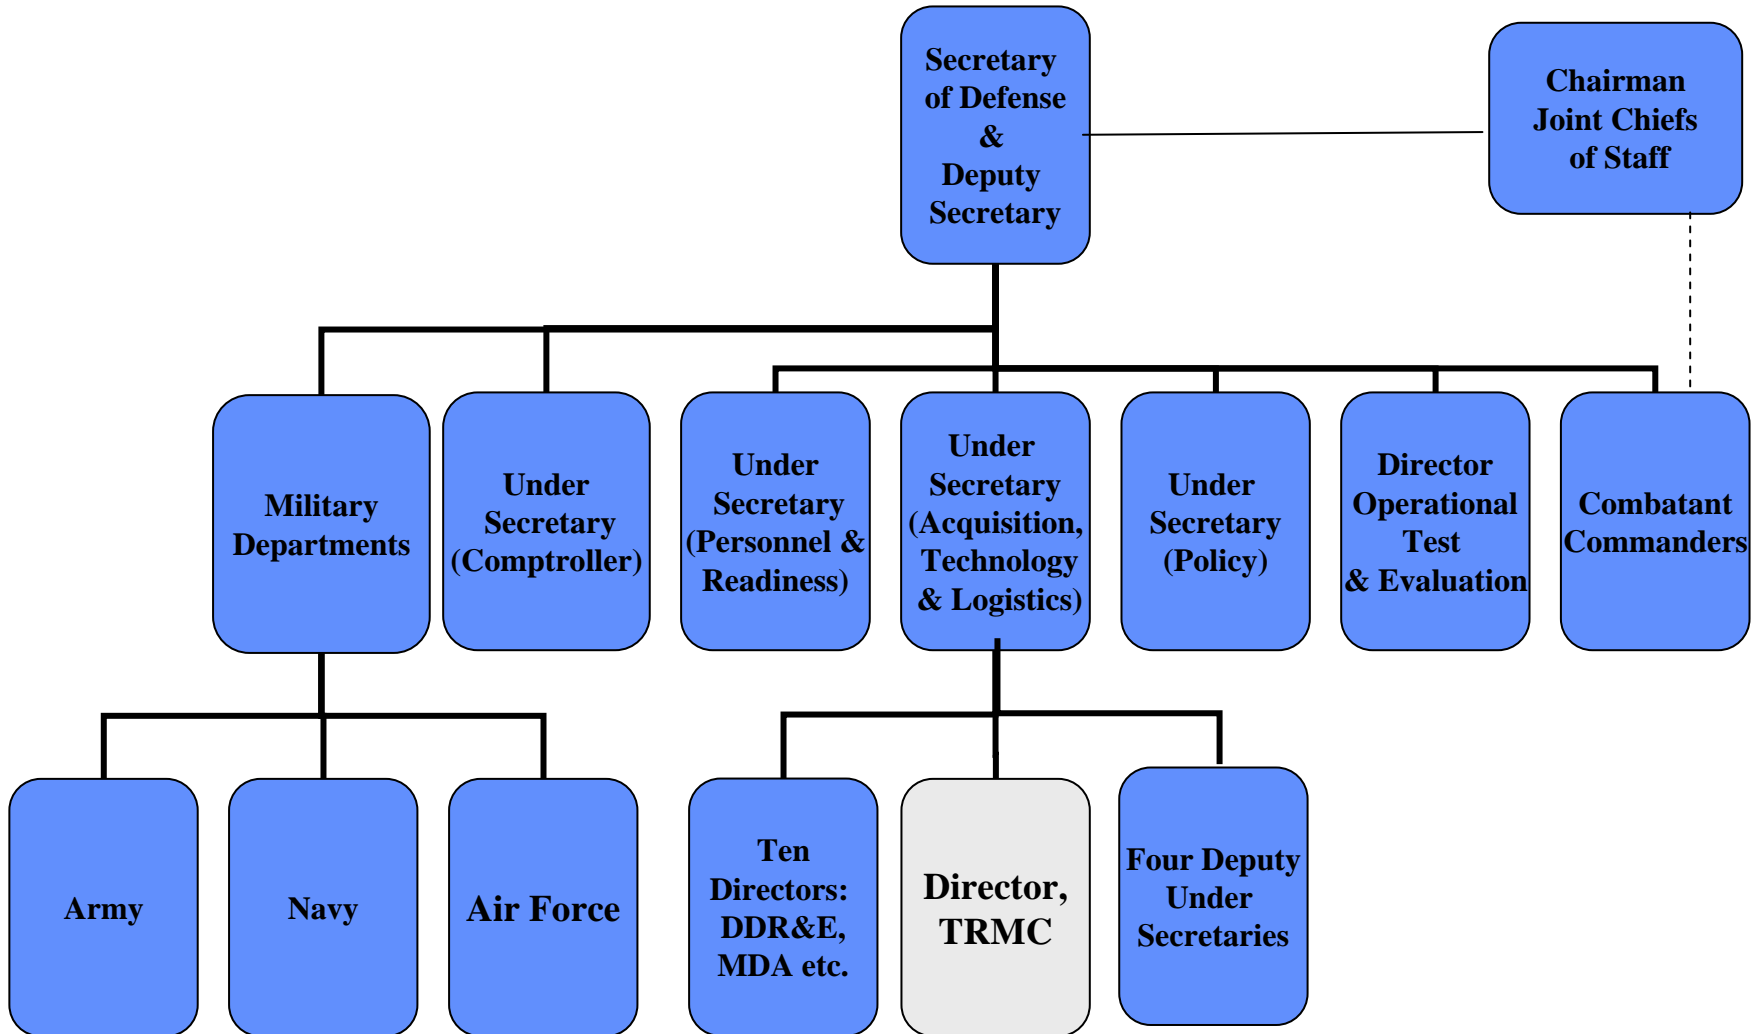 Secretary
of Defense
&
Deputy
Secretary
Chairman
Joint Chiefs
of Staff
Military
Departments
Under
Secretary
(Comptroller)
Under
Secretary
(Personnel &
Readiness)
Under
Secretary
(Acquisition,
Technology
& Logistics)
Under
Secretary
(Policy)
Director
Operational
Test
& Evaluation
Combatant
Commanders
Army
Navy
Air Force
Ten
Directors:
DDR&E,
MDA etc.
Director,
TRMC
Four Deputy
Under
Secretaries